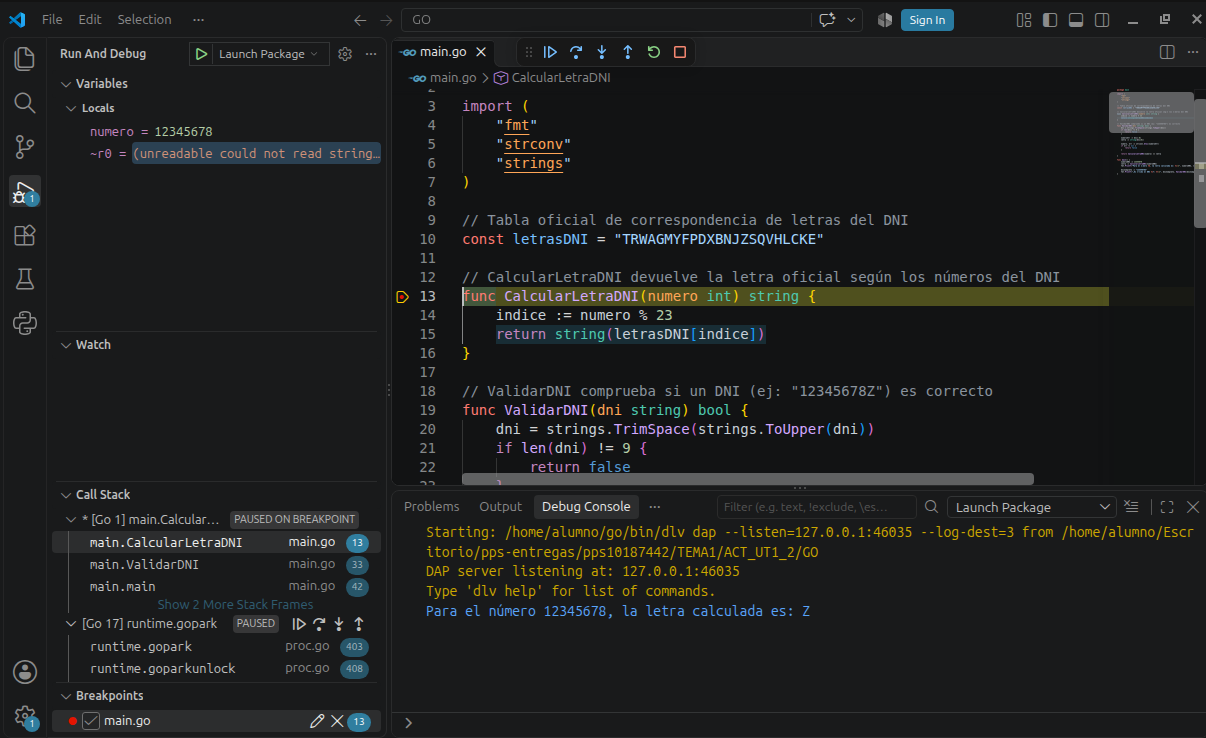 File Edit Selection ··· GO Sign In
Run And Debug Launch Package ···
Variables
Locals
numero = 12345678
~r0 = (unreadable could not read string…
Watch
Call Stack
* [Go 1] main.Calcular… PAUSED ON BREAKPOINT
main.CalcularLetraDNI main.go 13
main.ValidarDNI main.go 33
main.main main.go 42
Show 2 More Stack Frames
[Go 17] runtime.gopark PAUSED
runtime.gopark proc.go 403
runtime.goparkunlock proc.go 408
Breakpoints
main.go 13
1
1
main.go
main.go > CalcularLetraDNI
2
3 import (
4 "fmt"
5 "strconv"
6 "strings"
7 )
8
9 // Tabla oficial de correspondencia de letras del DNI
10 const letrasDNI = "TRWAGMYFPDXBNJZSQVHLCKE"
11
12 // CalcularLetraDNI devuelve la letra oficial según los números del DNI
13 func CalcularLetraDNI(numero int) string {
14 indice := numero % 23
15 return string(letrasDNI[indice])
16 }
17
18 // ValidarDNI comprueba si un DNI (ej: "12345678Z") es correcto
19 func ValidarDNI(dni string) bool {
20 dni = strings.TrimSpace(strings.ToUpper(dni))
21 if len(dni) != 9 {
22 return false
23 }
Problems Output Debug Console ··· Filter (e.g. text, !exclude, \es... Launch Package
Starting: /home/alumno/go/bin/dlv dap --listen=127.0.0.1:46035 --log-dest=3 from /home/alumno/Escr
itorio/pps-entregas/pps10187442/TEMA1/ACT_UT1_2/GO
DAP server listening at: 127.0.0.1:46035
Type 'dlv help' for list of commands.
Para el número 12345678, la letra calculada es: Z
>